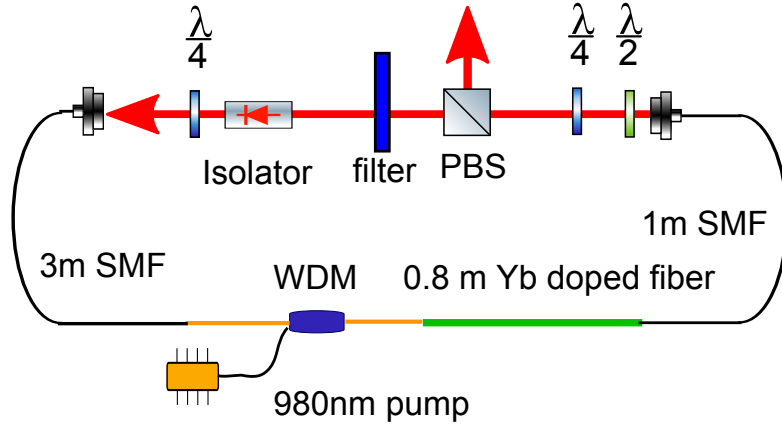 λ/4
λ/4
λ/2
Isolator
filter
PBS
3m SMF
1m SMF
WDM
0.8 m Yb doped fiber
980nm pump